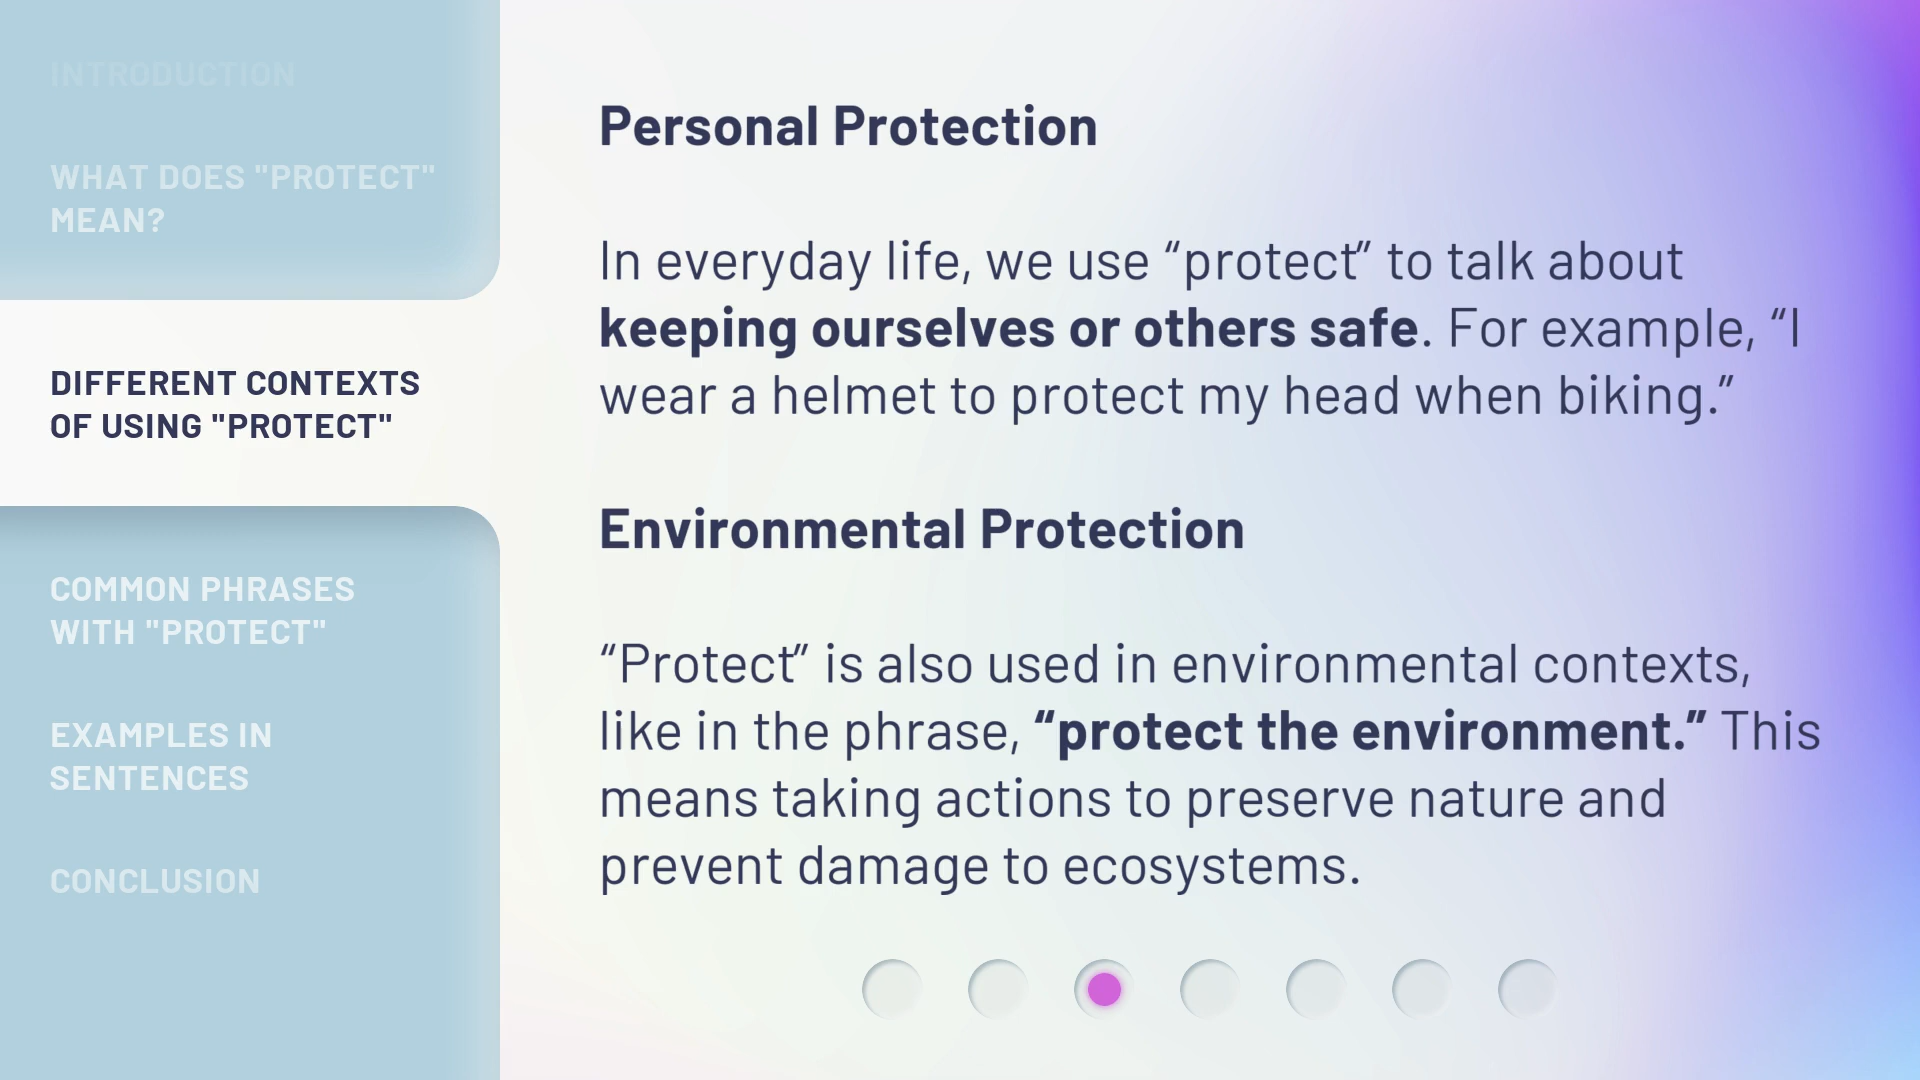 INTRODUCTION
WHAT DOES "PROTECT"
MEAN?
DIFFERENT CONTEXTS
OF USING "PROTECT"
COMMON PHRASES
WITH "PROTECT"
EXAMPLES IN
SENTENCES
CONCLUSION
Personal Protection
In everyday life, we use “protect” to talk about
keeping ourselves or others safe. For example, “I
wear a helmet to protect my head when biking.”
Environmental Protection
“Protect” is also used in environmental contexts,
like in the phrase, “protect the environment.” This
means taking actions to preserve nature and
prevent damage to ecosystems.